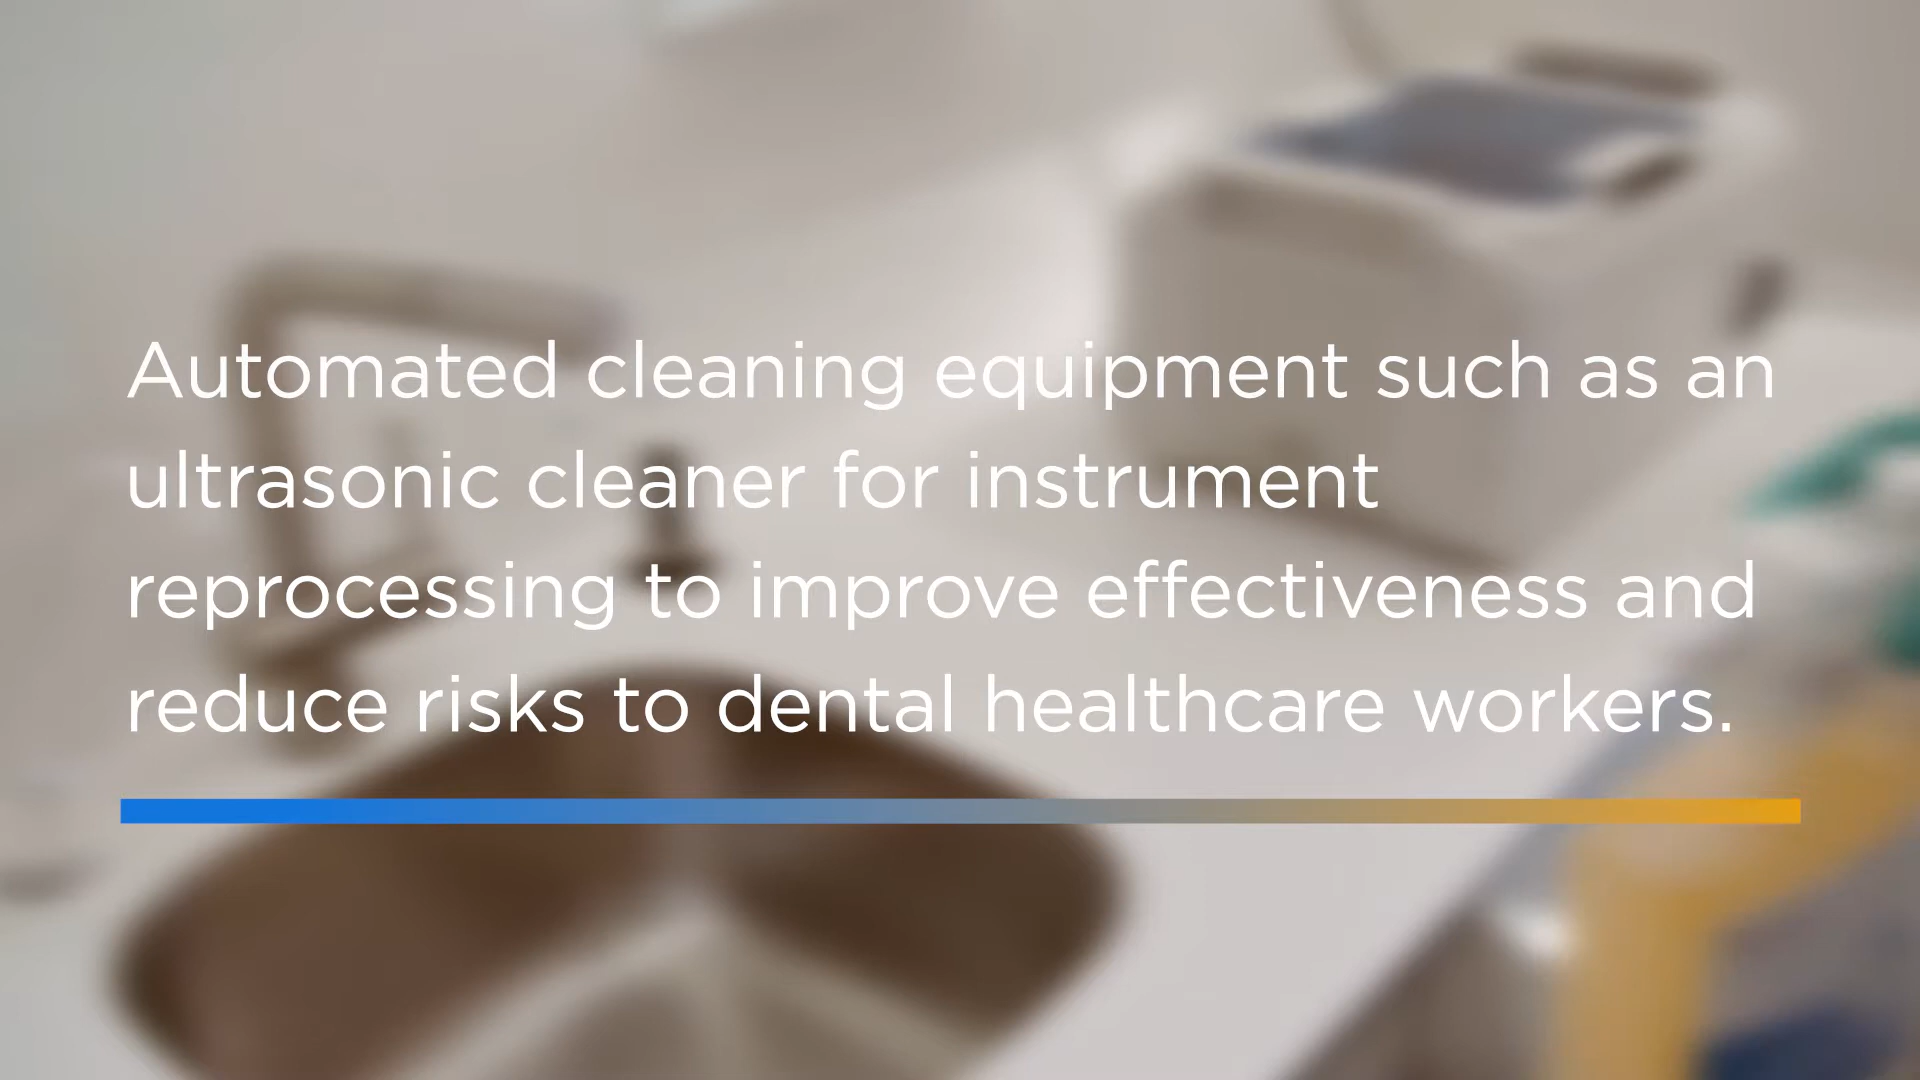 Automated cleaning equipment such as an
ultrasonic cleaner for instrument
reprocessing to improve effectiveness and
reduce risks to dental healthcare workers.